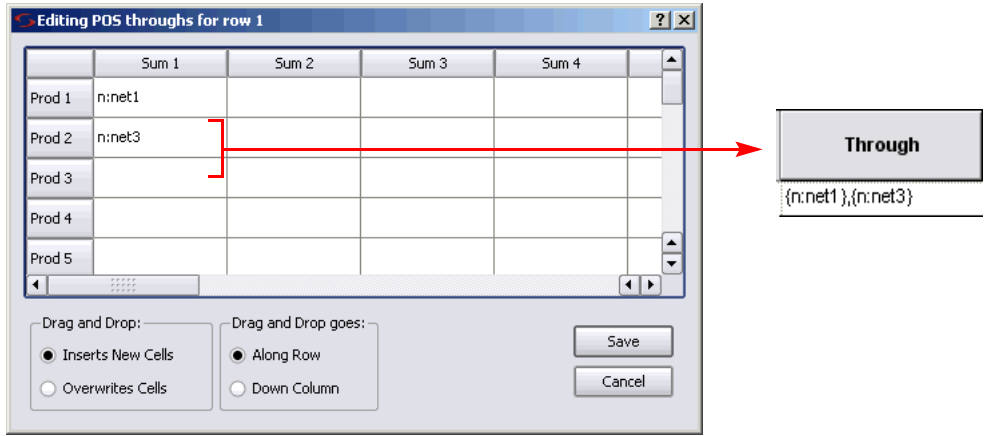 Editing POS throughs for row 1
Sum 1 Sum 2 Sum 3 Sum 4
Prod 1 n:net1
Prod 2 n:net3
Prod 3
Prod 4
Prod 5
Drag and Drop: Drag and Drop goes:
Inserts New Cells Along Row
Overwrites Cells Down Column
Save
Cancel
Through
{n:net1},{n:net3}